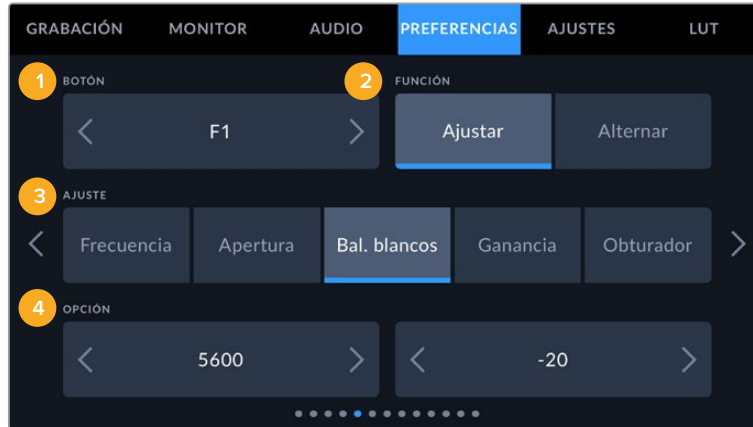 GRABACIÓN MONITOR AUDIO PREFERENCIAS AJUSTES LUT
1 BOTÓN 2 FUNCIÓN
F1 Ajustar Alternar
3 AJUSTE
Frecuencia Apertura Bal. blancos Ganancia Obturador
4 OPCIÓN
5600 -20